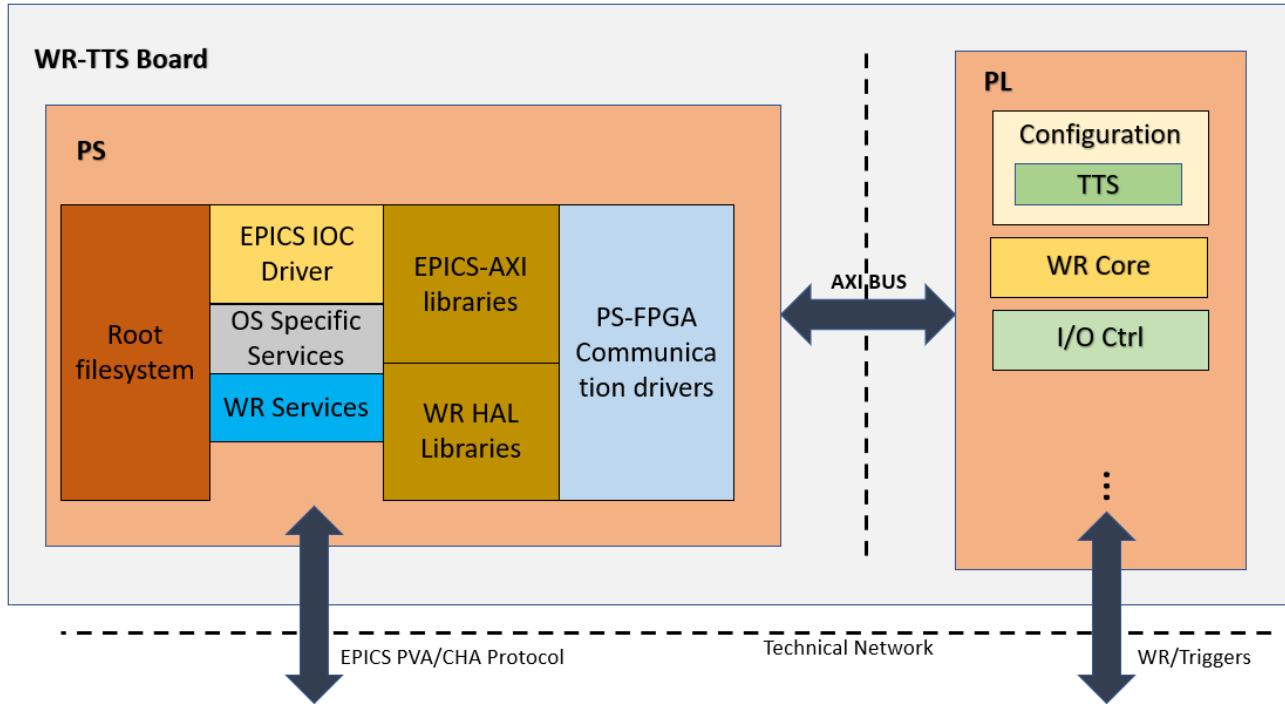 WR-TTS Board
PS
Root
filesystem
EPICS IOC
Driver
OS Specific
Services
WR Services
EPICS-AXI
libraries
WR HAL
Libraries
PS-FPGA
Communica
tion drivers
AXI BUS
PL
Configuration
TTS
WR Core
I/O Ctrl
...
EPICS PVA/CHA Protocol
Technical Network
WR/Triggers